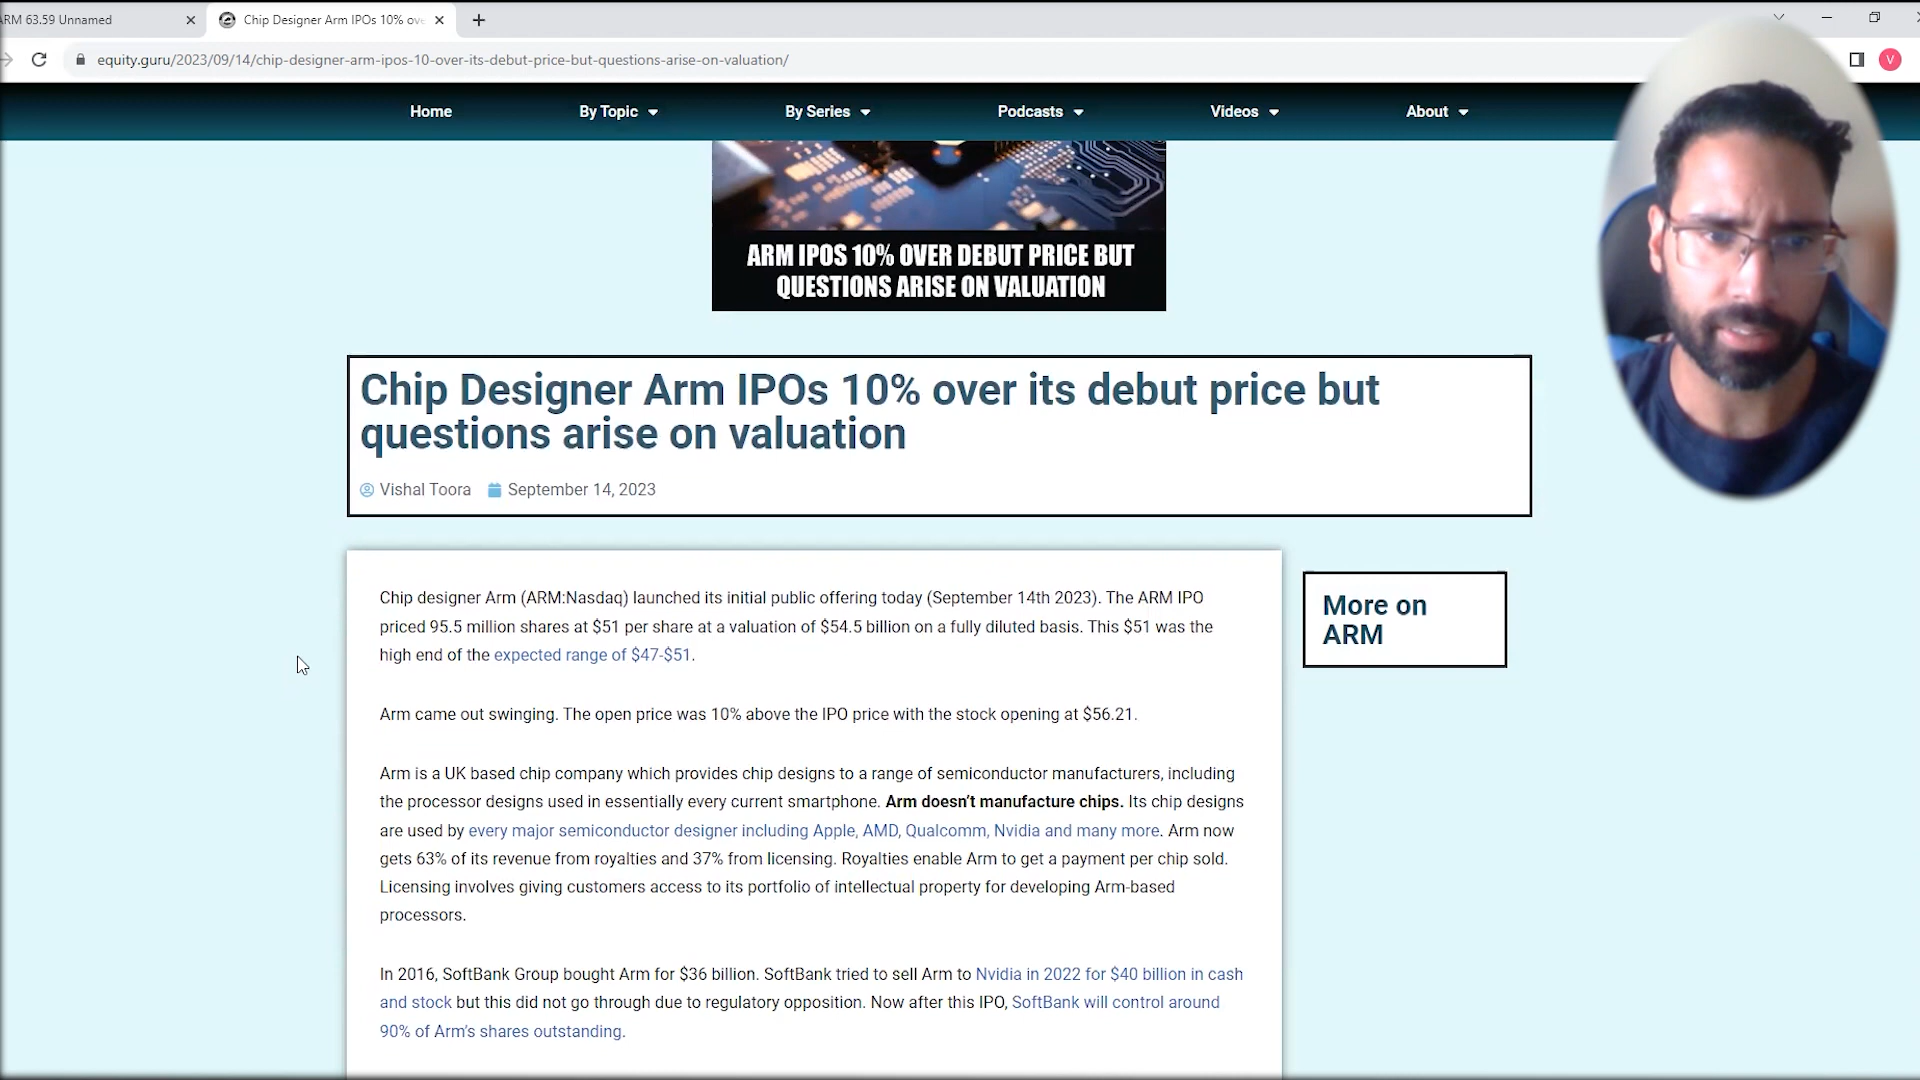 ARM 63.59 Unnamed
Chip Designer Arm IPOs 10% ove
equity.guru/2023/09/14/chip-designer-arm-ipos-10-over-its-debut-price-but-questions-arise-on-valuation/
V
Home By Topic By Series Podcasts Videos About
ARM IPOS 10% OVER DEBUT PRICE BUT
QUESTIONS ARISE ON VALUATION
Chip Designer Arm IPOs 10% over its debut price but
questions arise on valuation
Vishal Toora September 14, 2023
Chip designer Arm (ARM:Nasdaq) launched its initial public offering today (September 14th 2023). The ARM IPO
priced 95.5 million shares at $51 per share at a valuation of $54.5 billion on a fully diluted basis. This $51 was the
high end of the expected range of $47-$51.
More on
ARM
Arm came out swinging. The open price was 10% above the IPO price with the stock opening at $56.21.
Arm is a UK based chip company which provides chip designs to a range of semiconductor manufacturers, including
the processor designs used in essentially every current smartphone. Arm doesn’t manufacture chips. Its chip designs
are used by every major semiconductor designer including Apple, AMD, Qualcomm, Nvidia and many more. Arm now
gets 63% of its revenue from royalties and 37% from licensing. Royalties enable Arm to get a payment per chip sold.
Licensing involves giving customers access to its portfolio of intellectual property for developing Arm-based
processors.
In 2016, SoftBank Group bought Arm for $36 billion. SoftBank tried to sell Arm to Nvidia in 2022 for $40 billion in cash
and stock but this did not go through due to regulatory opposition. Now after this IPO, SoftBank will control around
90% of Arm’s shares outstanding.